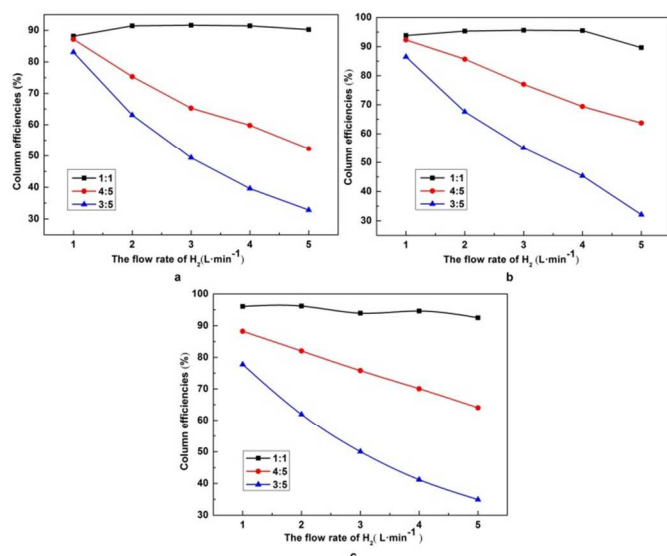 90
80
70
60
50
40
30
Column efficiencies (%)
1:1
4:5
3:5
1 2 3 4 5
The flow rate of H₂(L·min⁻¹)
a
100
90
80
70
60
50
40
30
Column efficiencies (%)
1:1
4:5
3:5
1 2 3 4 5
The flow rate of H₂ (L·min⁻¹)
b
100
90
80
70
60
50
40
30
Column efficiencies (%)
1:1
4:5
3:5
1 2 3 4 5
The flow rate of H₂( L·min⁻¹)